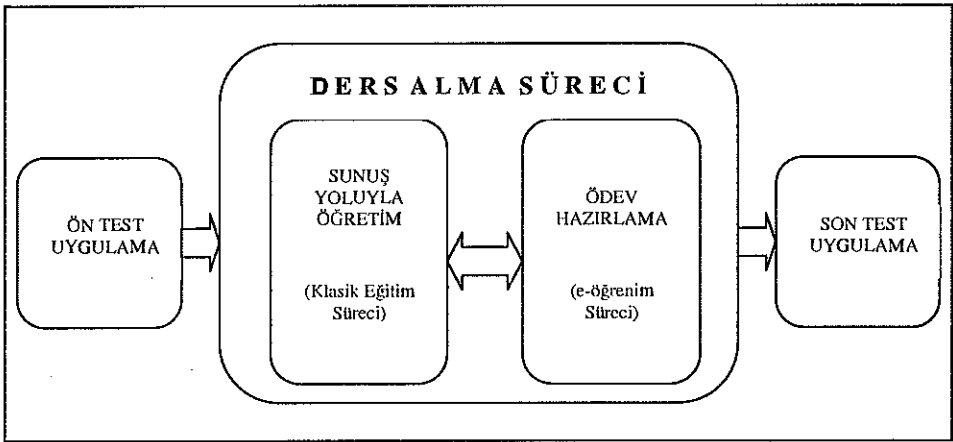 DERS ALMA SÜRECİ
ÖN TEST
UYGULAMA
SUNUŞ
YOLUYLA
ÖĞRETİM
(Klasik Eğitim
Süreci)
ÖDEV
HAZIRLAMA
(e-öğrenim
Süreci)
SON TEST
UYGULAMA